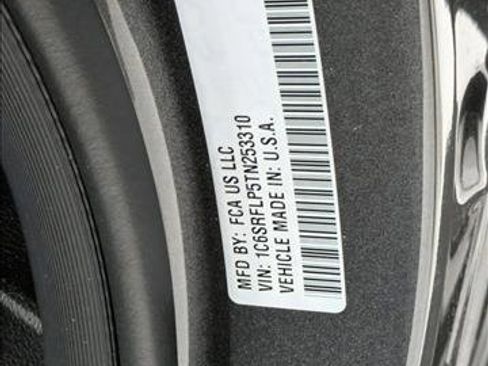 MFD BY: FCA US LLC
VIN: 1C6SRFLP5TN253310
VEHICLE MADE IN: U.S.A.